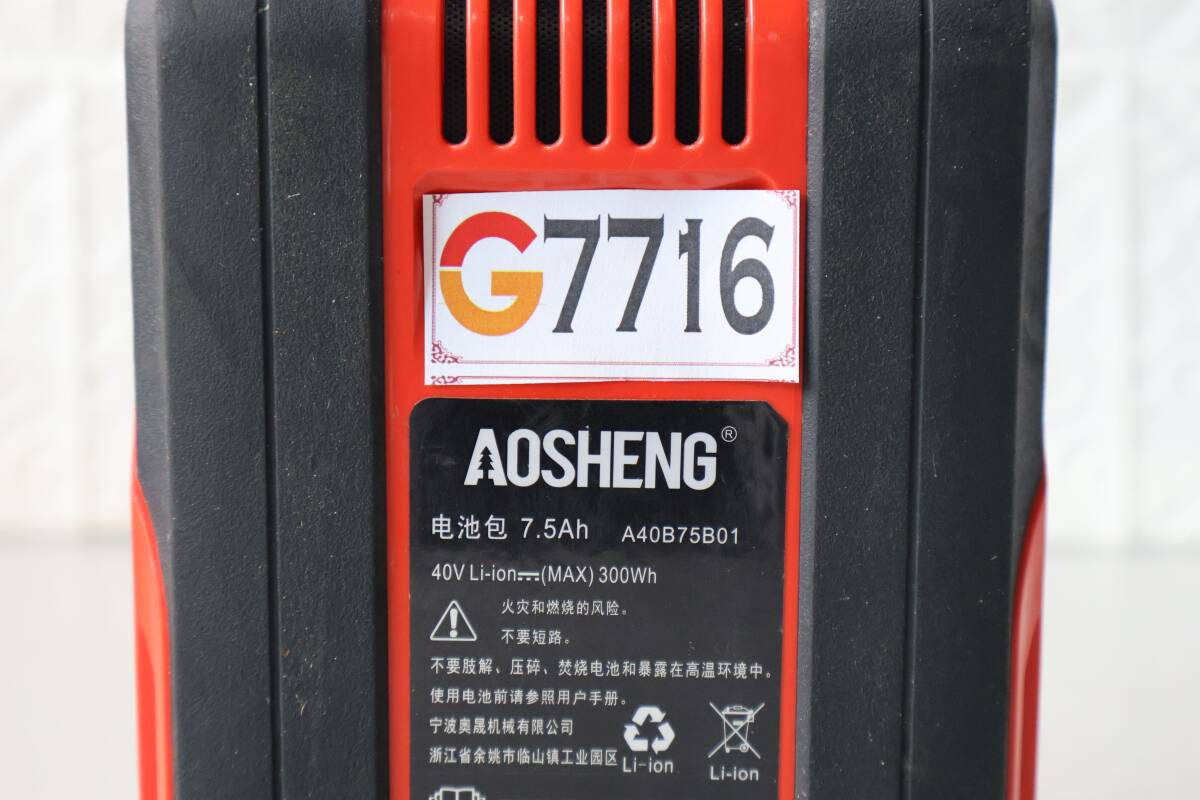 G7716
AOSHENG®
电池包 7.5Ah A40B75B01
40V Li-ion⎓(MAX) 300Wh
火灾和燃烧的风险。
不要短路。
不要肢解、压碎、焚烧电池和暴露在高温环境中。
使用电池前请参照用户手册。
宁波奥晟机械有限公司
浙江省余姚市临山镇工业园区
Li-ion
Li-ion